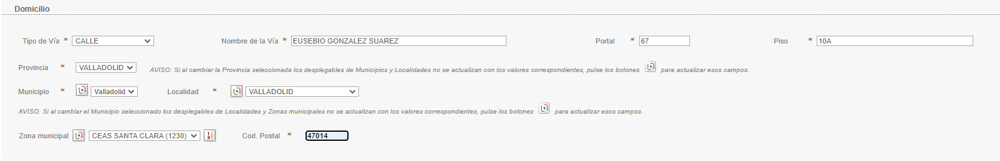 Domicilio
Tipo de Vía * CALLE Nombre de la Vía * EUSEBIO GONZALEZ SUAREZ Portal * 67 Piso * 10A
Provincia * VALLADOLID AVISO: Si al cambiar la Provincia seleccionada los desplegables de Municipios y Localidades no se actualizan con los valores correspondientes, pulse los botones para actualizar esos campos.
Municipio * Valladolid Localidad * VALLADOLID
AVISO: Si al cambiar el Municipio seleccionado los desplegables de Localidades y Zonas municipales no se actualizan con los valores correspondientes, pulse los botones para actualizar esos campos.
Zona municipal CEAS SANTA CLARA (1230) Cod. Postal * 47014